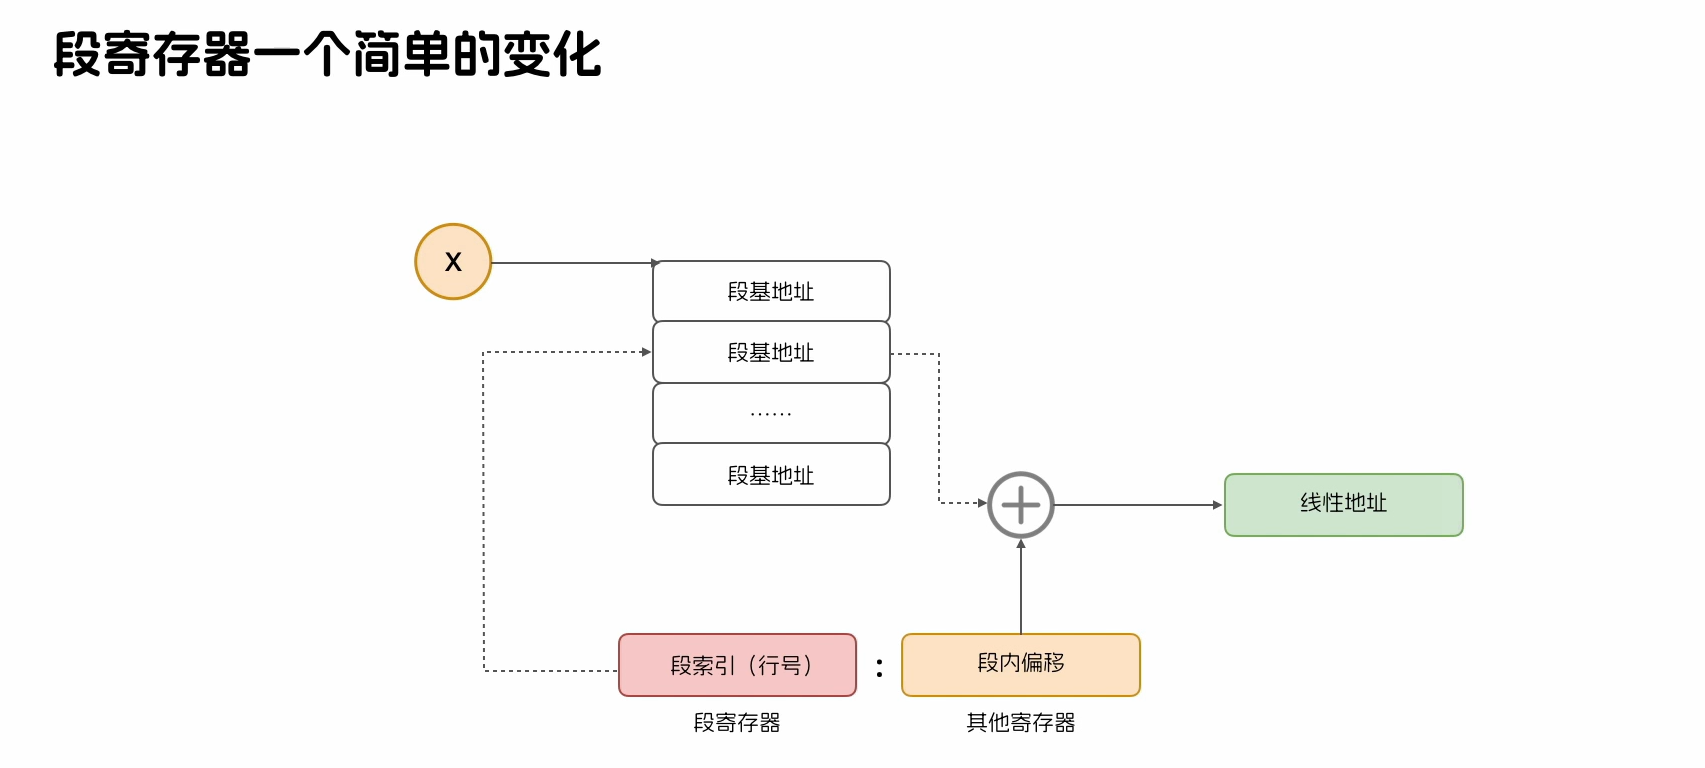 段寄存器一个简单的变化
X
段基地址
段基地址
......
段基地址
线性地址
段索引（行号） : 段内偏移
段寄存器 其他寄存器